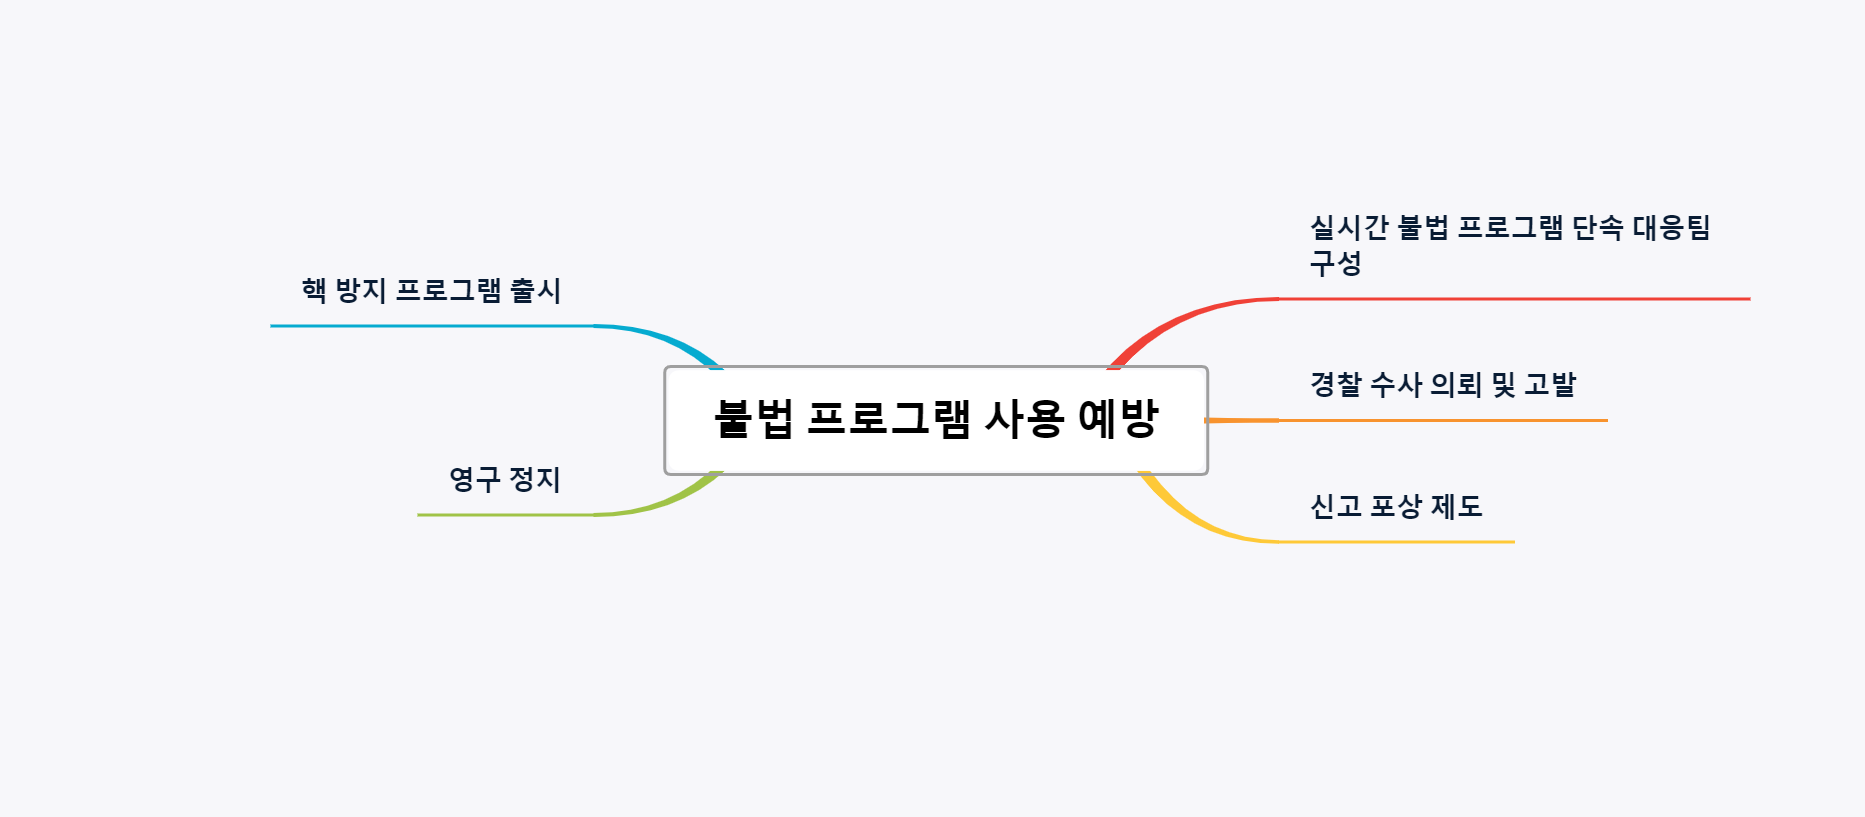 불법 프로그램 사용 예방
실시간 불법 프로그램 단속 대응팀
구성
경찰 수사 의뢰 및 고발
신고 포상 제도
핵 방지 프로그램 출시
영구 정지